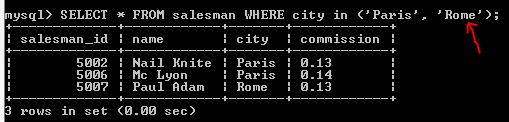 mysql> SELECT * FROM salesman WHERE city in ('Paris', 'Rome');
+-------------+------------+-------+------------+
| salesman_id | name       | city  | commission |
+-------------+------------+-------+------------+
|        5002 | Nail Knite | Paris | 0.13       |
|        5006 | Mc Lyon    | Paris | 0.14       |
|        5007 | Paul Adam  | Rome  | 0.13       |
+-------------+------------+-------+------------+
3 rows in set (0.00 sec)